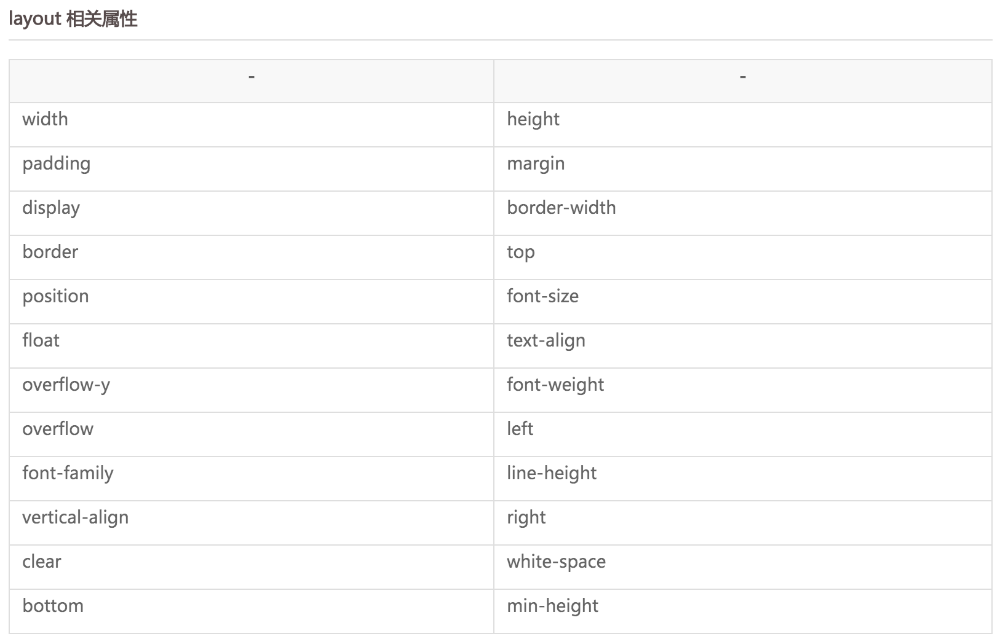 layout 相关属性
- -
width height
padding margin
display border-width
border top
position font-size
float text-align
overflow-y font-weight
overflow left
font-family line-height
vertical-align right
clear white-space
bottom min-height